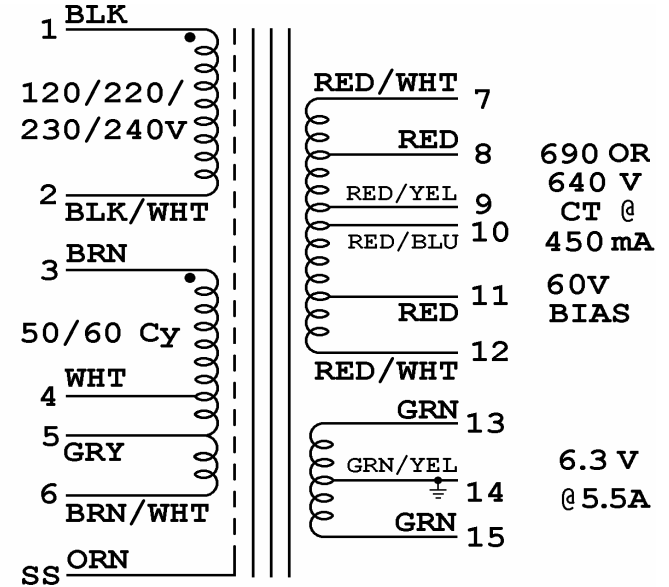 1 BLK
120/220/
230/240V
2
BLK/WHT
3 BRN
50/60 Cy
WHT
4
5
GRY
6
BRN/WHT
SS ORN
RED/WHT
7
RED
8
RED/YEL
9
10
RED/BLU
11
RED
12
RED/WHT
690 OR
640 V
CT @
450 mA
60V
BIAS
GRN
13
GRN/YEL
14
GRN
15
6.3 V
@5.5A